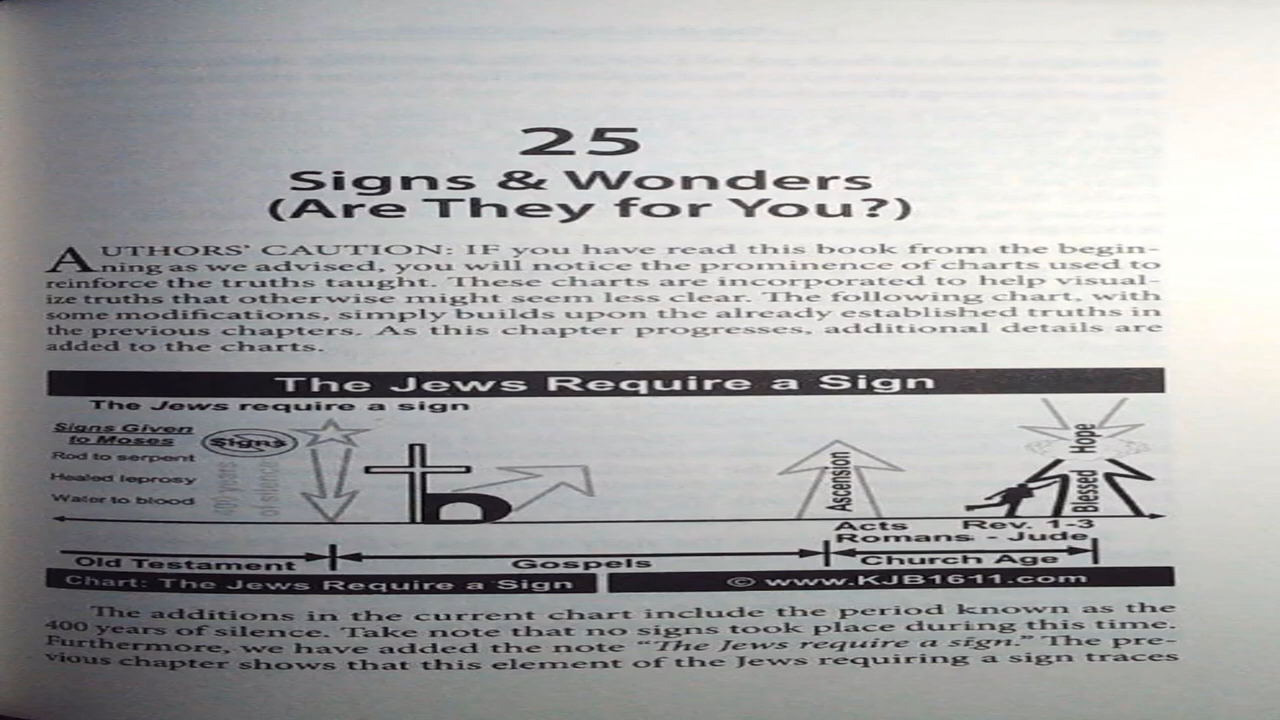 25
Signs & Wonders
(Are They for You?)
AUTHORS' CAUTION: IF you have read this book from the begin-
ning as we advised, you will notice the prominence of charts used to
reinforce the truths taught. These charts are incorporated to help visual-
ize truths that otherwise might seem less clear. The following chart, with
some modifications, simply builds upon the already established truths in
the previous chapters. As this chapter progresses, additional details are
added to the charts.
The Jews Require a Sign
The Jews require a sign
Signs Given
to Moses
Rod to serpent
Healed leprosy
Water to blood
Signs
400 years
of silence
Ascension
Blessed Hope
Acts Rev. 1-3
Romans - Jude
Old Testament
Gospels
Church Age
Chart: The Jews Require a Sign
© www.KJB1611.com
The additions in the current chart include the period known as the
400 years of silence. Take note that no signs took place during this time.
Furthermore, we have added the note "The Jews require a sign." The pre-
vious chapter shows that this element of the Jews requiring a sign traces